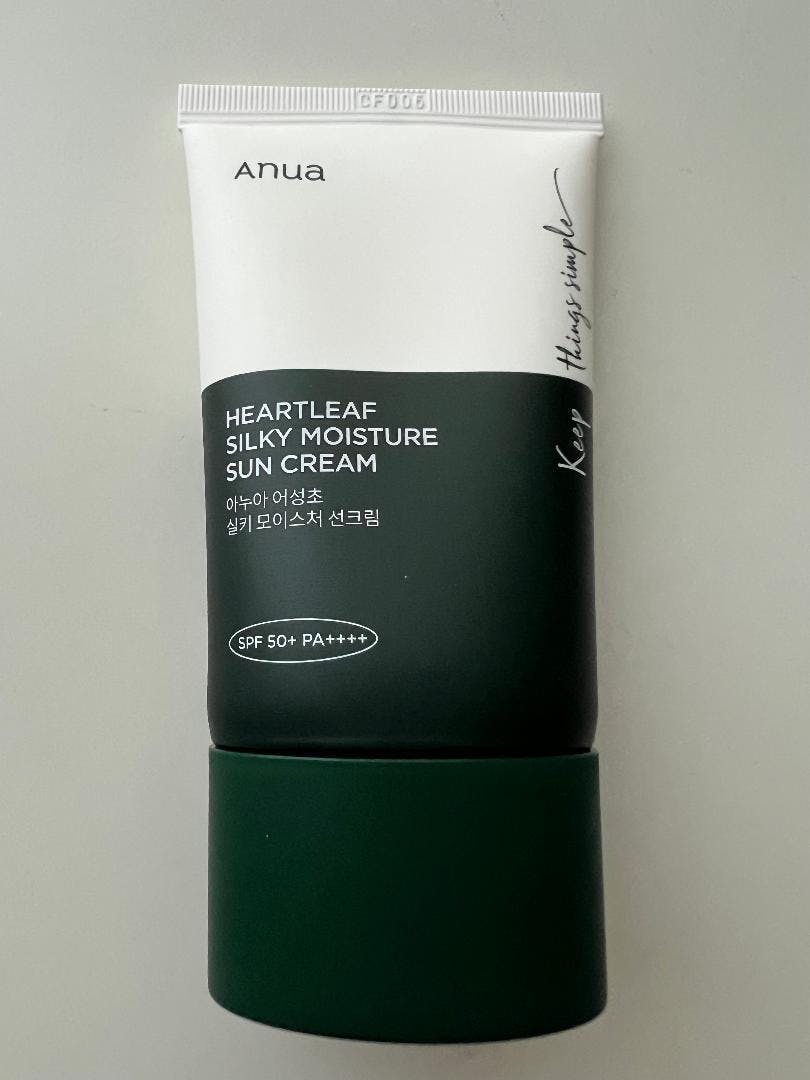 CF006
Anua
Keep things simple
HEARTLEAF
SILKY MOISTURE
SUN CREAM
아누아 어성초
실키 모이스처 선크림
SPF 50+ PA++++